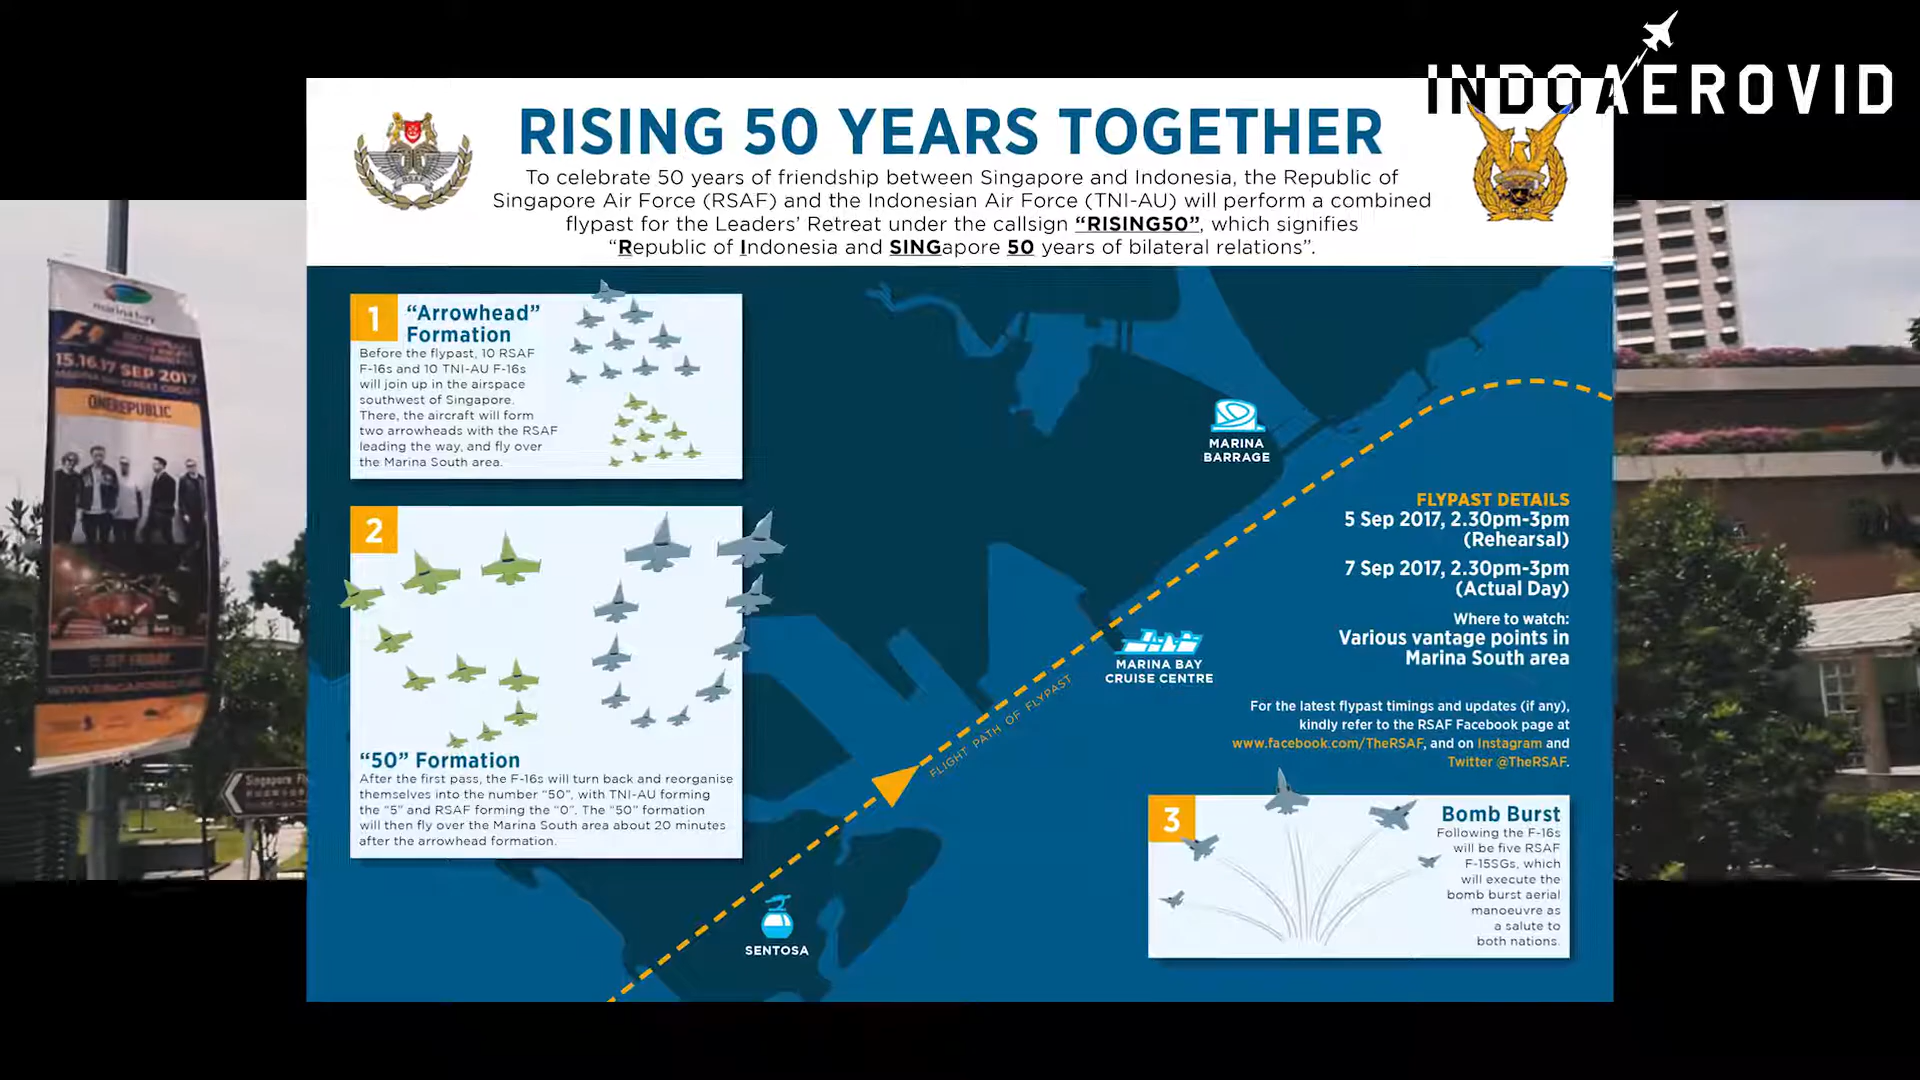 INDOAEROVID
RISING 50 YEARS TOGETHER
To celebrate 50 years of friendship between Singapore and Indonesia, the Republic of
Singapore Air Force (RSAF) and the Indonesian Air Force (TNI-AU) will perform a combined
flypast for the Leaders' Retreat under the callsign "RISING50", which signifies
"Republic of Indonesia and SINGapore 50 years of bilateral relations".
RSAF
1
"Arrowhead"
Formation
Before the flypast, 10 RSAF
F-16s and 10 TNI-AU F-16s
will join up in the airspace
southwest of Singapore.
There, the aircraft will form
two arrowheads with the RSAF
leading the way, and fly over
the Marina South area.
2
"50" Formation
After the first pass, the F-16s will turn back and reorganise
themselves into the number "50", with TNI-AU forming
the "5" and RSAF forming the "0". The "50" formation
will then fly over the Marina South area about 20 minutes
after the arrowhead formation.
MARINA
BARRAGE
MARINA BAY
CRUISE CENTRE
FLIGHT PATH OF FLYPAST
SENTOSA
FLYPAST DETAILS
5 Sep 2017, 2.30pm-3pm
(Rehearsal)
7 Sep 2017, 2.30pm-3pm
(Actual Day)
Where to watch:
Various vantage points in
Marina South area
For the latest flypast timings and updates (if any),
kindly refer to the RSAF Facebook page at
www.facebook.com/TheRSAF, and on Instagram and
Twitter @TheRSAF.
3
Bomb Burst
Following the F-16s
will be five RSAF
F-15SGs, which
will execute the
bomb burst aerial
manoeuvre as
a salute to
both nations.
marina bay
F1
15.16.17 SEP 2017
ONEREPUBLIC
Singapore